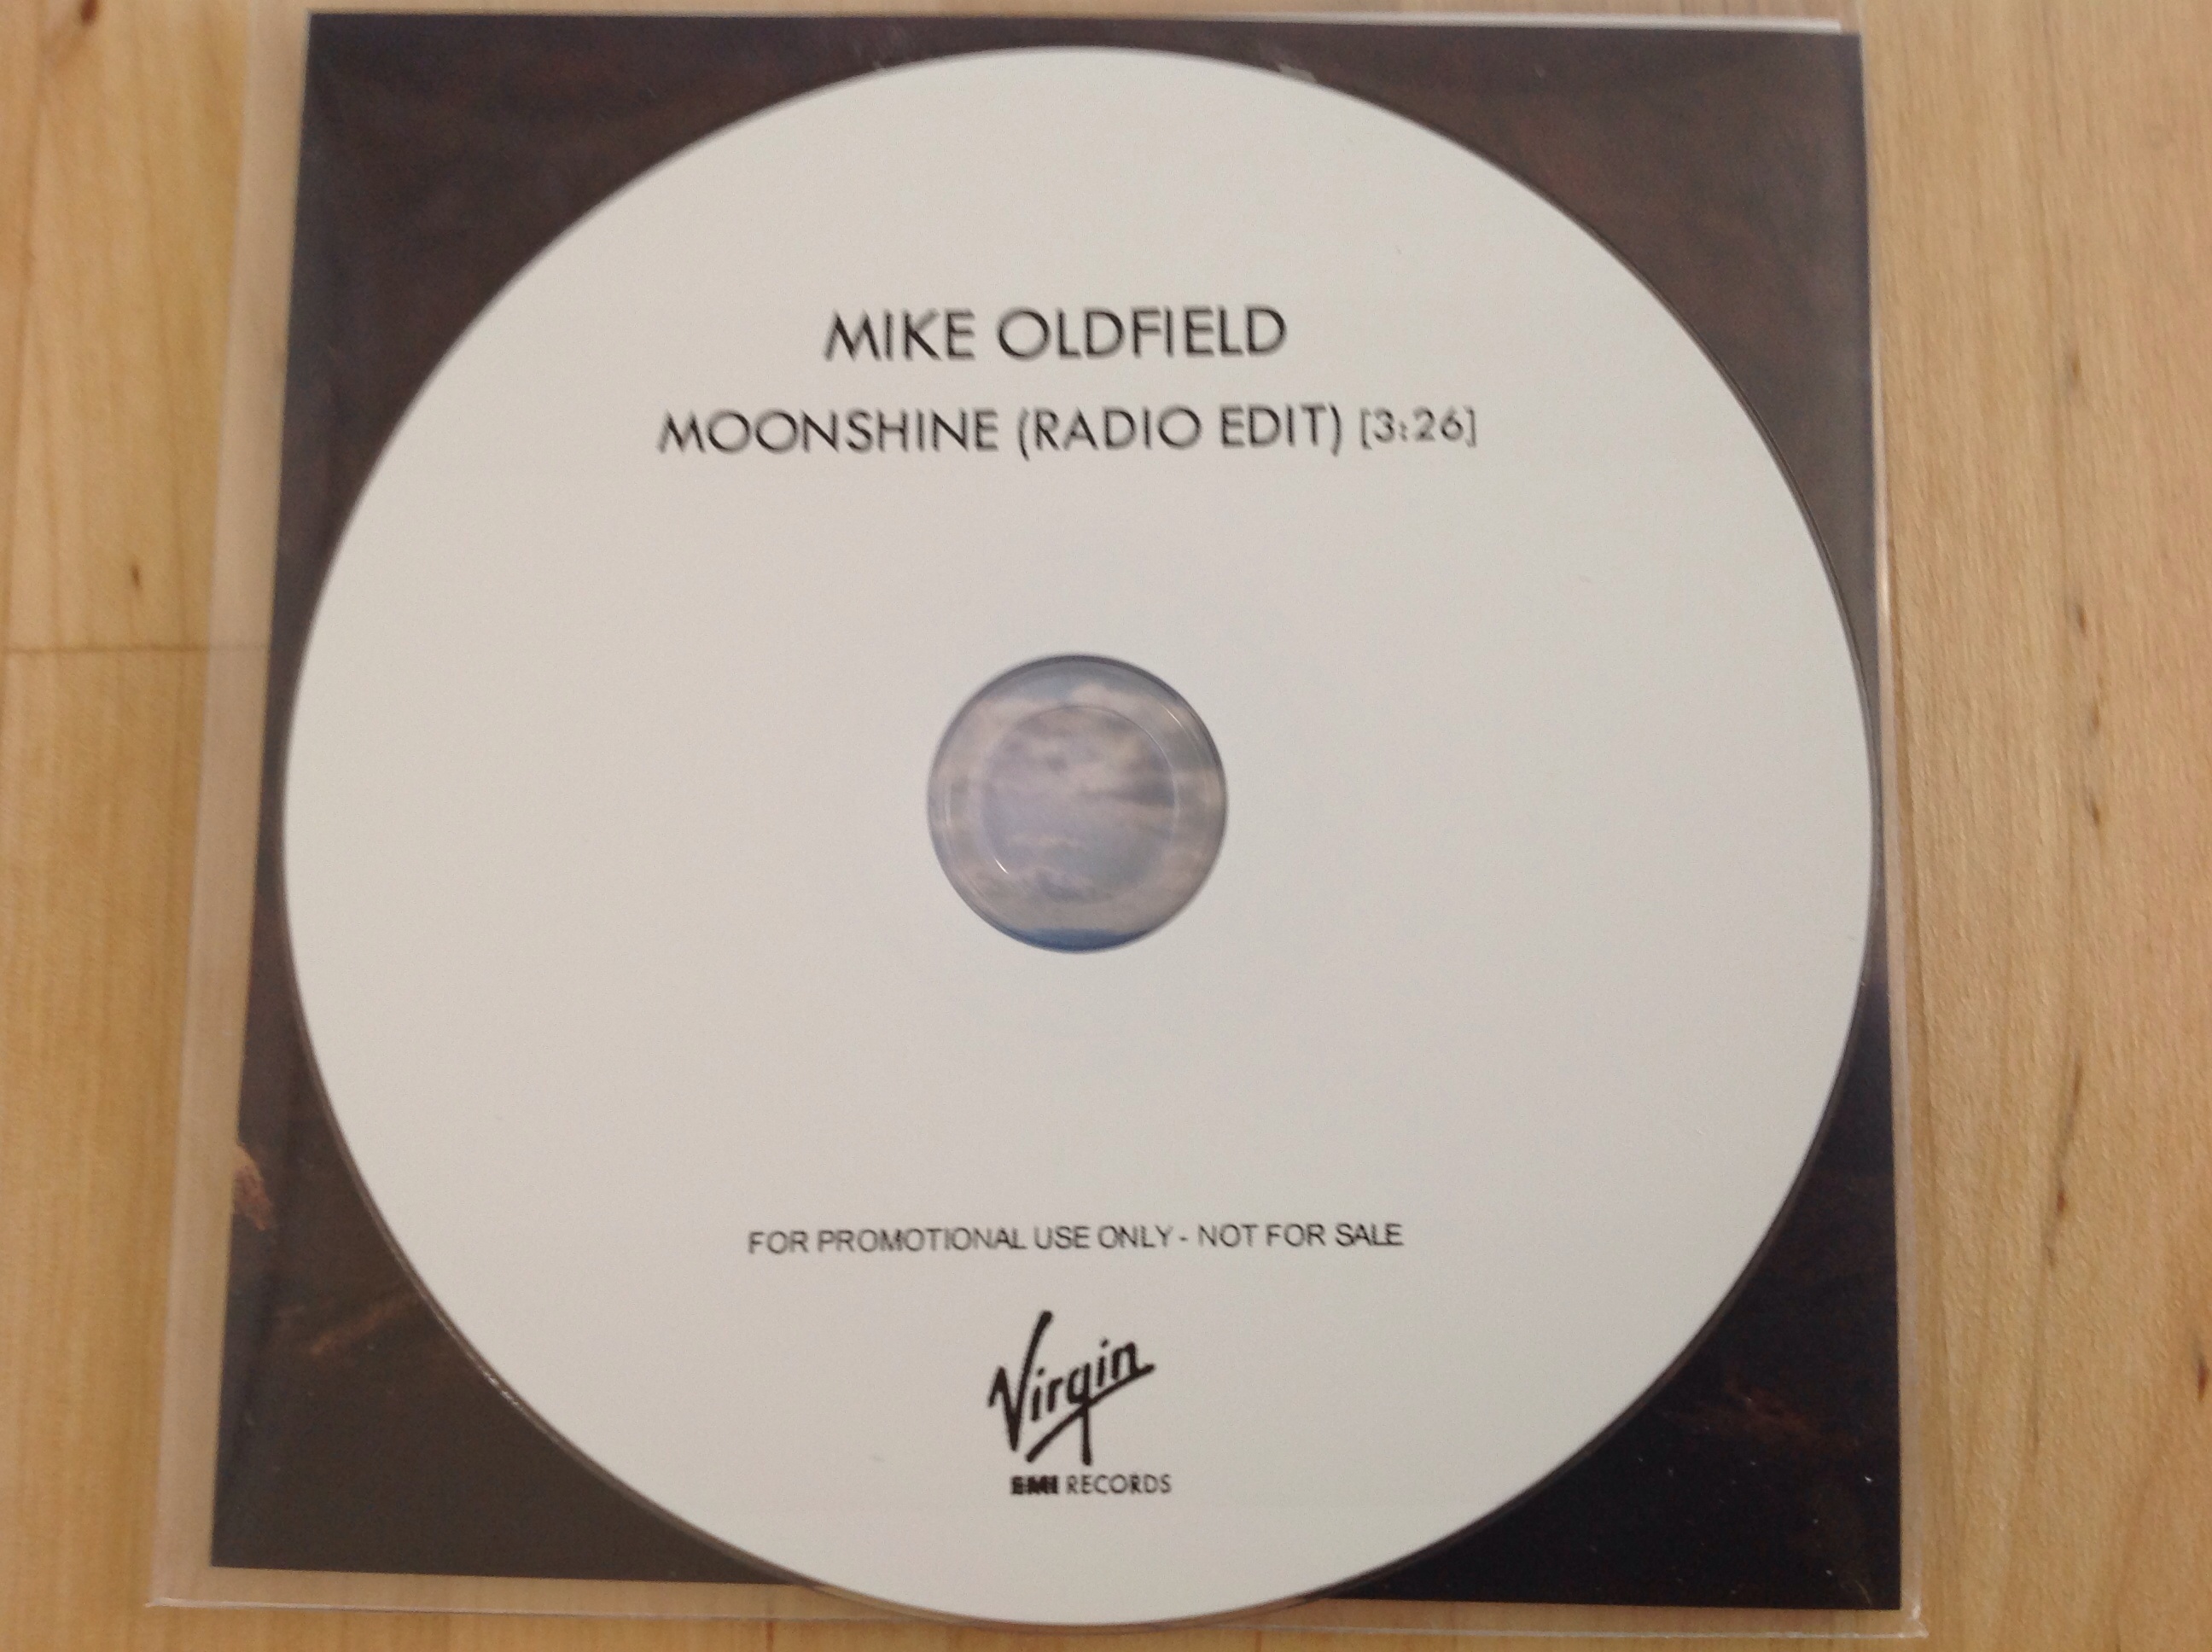 MIKE OLDFIELD
MOONSHINE (RADIO EDIT) [3:26]
FOR PROMOTIONAL USE ONLY - NOT FOR SALE
Virgin
EMI RECORDS